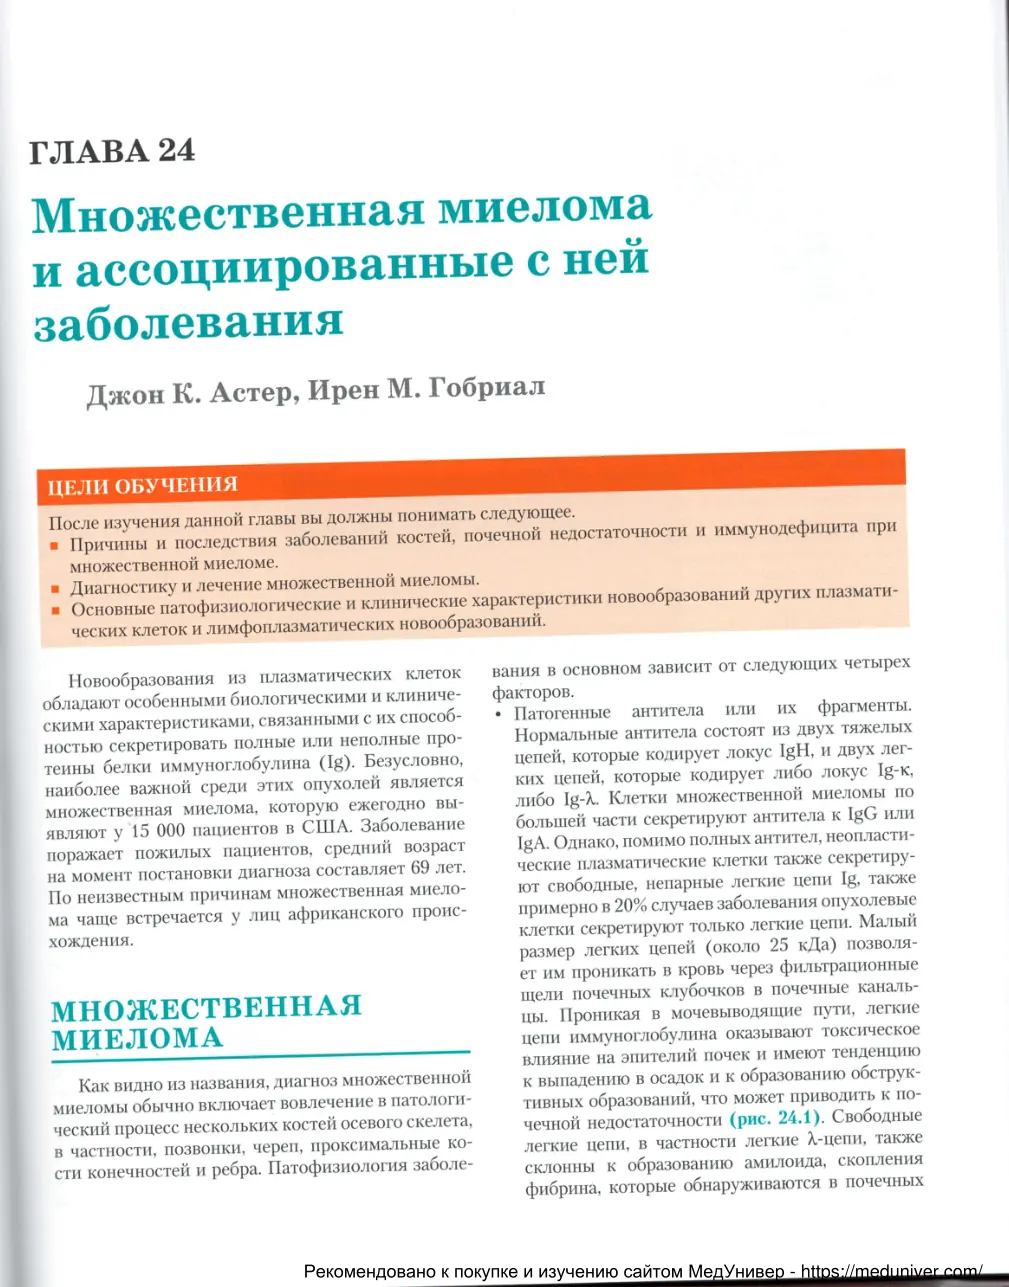 ГЛАВА 24
Множественная миелома
и ассоциированные с ней
заболевания
Джон К. Астер, Ирен М. Гобриал
ЦЕЛИ ОБУЧЕНИЯ
После изучения данной главы вы должны понимать следующее.
▪ Причины и последствия заболеваний костей, почечной недостаточности и иммунодефицита при
множественной миеломе.
▪ Диагностику и лечение множественной миеломы.
▪ Основные патофизиологические и клинические характеристики новообразований других плазмати-
ческих клеток и лимфоплазматических новообразований.
Новообразования из плазматических клеток
обладают особенными биологическими и клиниче-
скими характеристиками, связанными с их способ-
ностью секретировать полные или неполные про-
теины белки иммуноглобулина (Ig). Безусловно,
наиболее важной среди этих опухолей является
множественная миелома, которую ежегодно вы-
являют у 15 000 пациентов в США. Заболевание
поражает пожилых пациентов, средний возраст
на момент постановки диагноза составляет 69 лет.
По неизвестным причинам множественная миело-
ма чаще встречается у лиц африканского проис-
хождения.
МНОЖЕСТВЕННАЯ
МИЕЛОМА
Как видно из названия, диагноз множественной
миеломы обычно включает вовлечение в патологи-
ческий процесс нескольких костей осевого скелета,
в частности, позвонки, череп, проксимальные ко-
сти конечностей и ребра. Патофизиология заболе-
вания в основном зависит от следующих четырех
факторов.
• Патогенные антитела или их фрагменты.
Нормальные антитела состоят из двух тяжелых
цепей, которые кодирует локус IgH, и двух лег-
ких цепей, которые кодирует либо локус Ig-κ,
либо Ig-λ. Клетки множественной миеломы по
большей части секретируют антитела к IgG или
IgA. Однако, помимо полных антител, неопласти-
ческие плазматические клетки также секретиру-
ют свободные, непарные легкие цепи Ig, также
примерно в 20% случаев заболевания опухолевые
клетки секретируют только легкие цепи. Малый
размер легких цепей (около 25 кДа) позволя-
ет им проникать в кровь через фильтрационные
щели почечных клубочков в почечные каналь-
цы. Проникая в мочевыводящие пути, легкие
цепи иммуноглобулина оказывают токсическое
влияние на эпителий почек и имеют тенденцию
к выпадению в осадок и к образованию обструк-
тивных образований, что может приводить к по-
чечной недостаточности (рис. 24.1). Свободные
легкие цепи, в частности легкие λ-цепи, также
склонны к образованию амилоида, скопления
фибрина, которые обнаруживаются в почечных
Рекомендовано к покупке и изучению сайтом МедУнивер - https://meduniver.com/